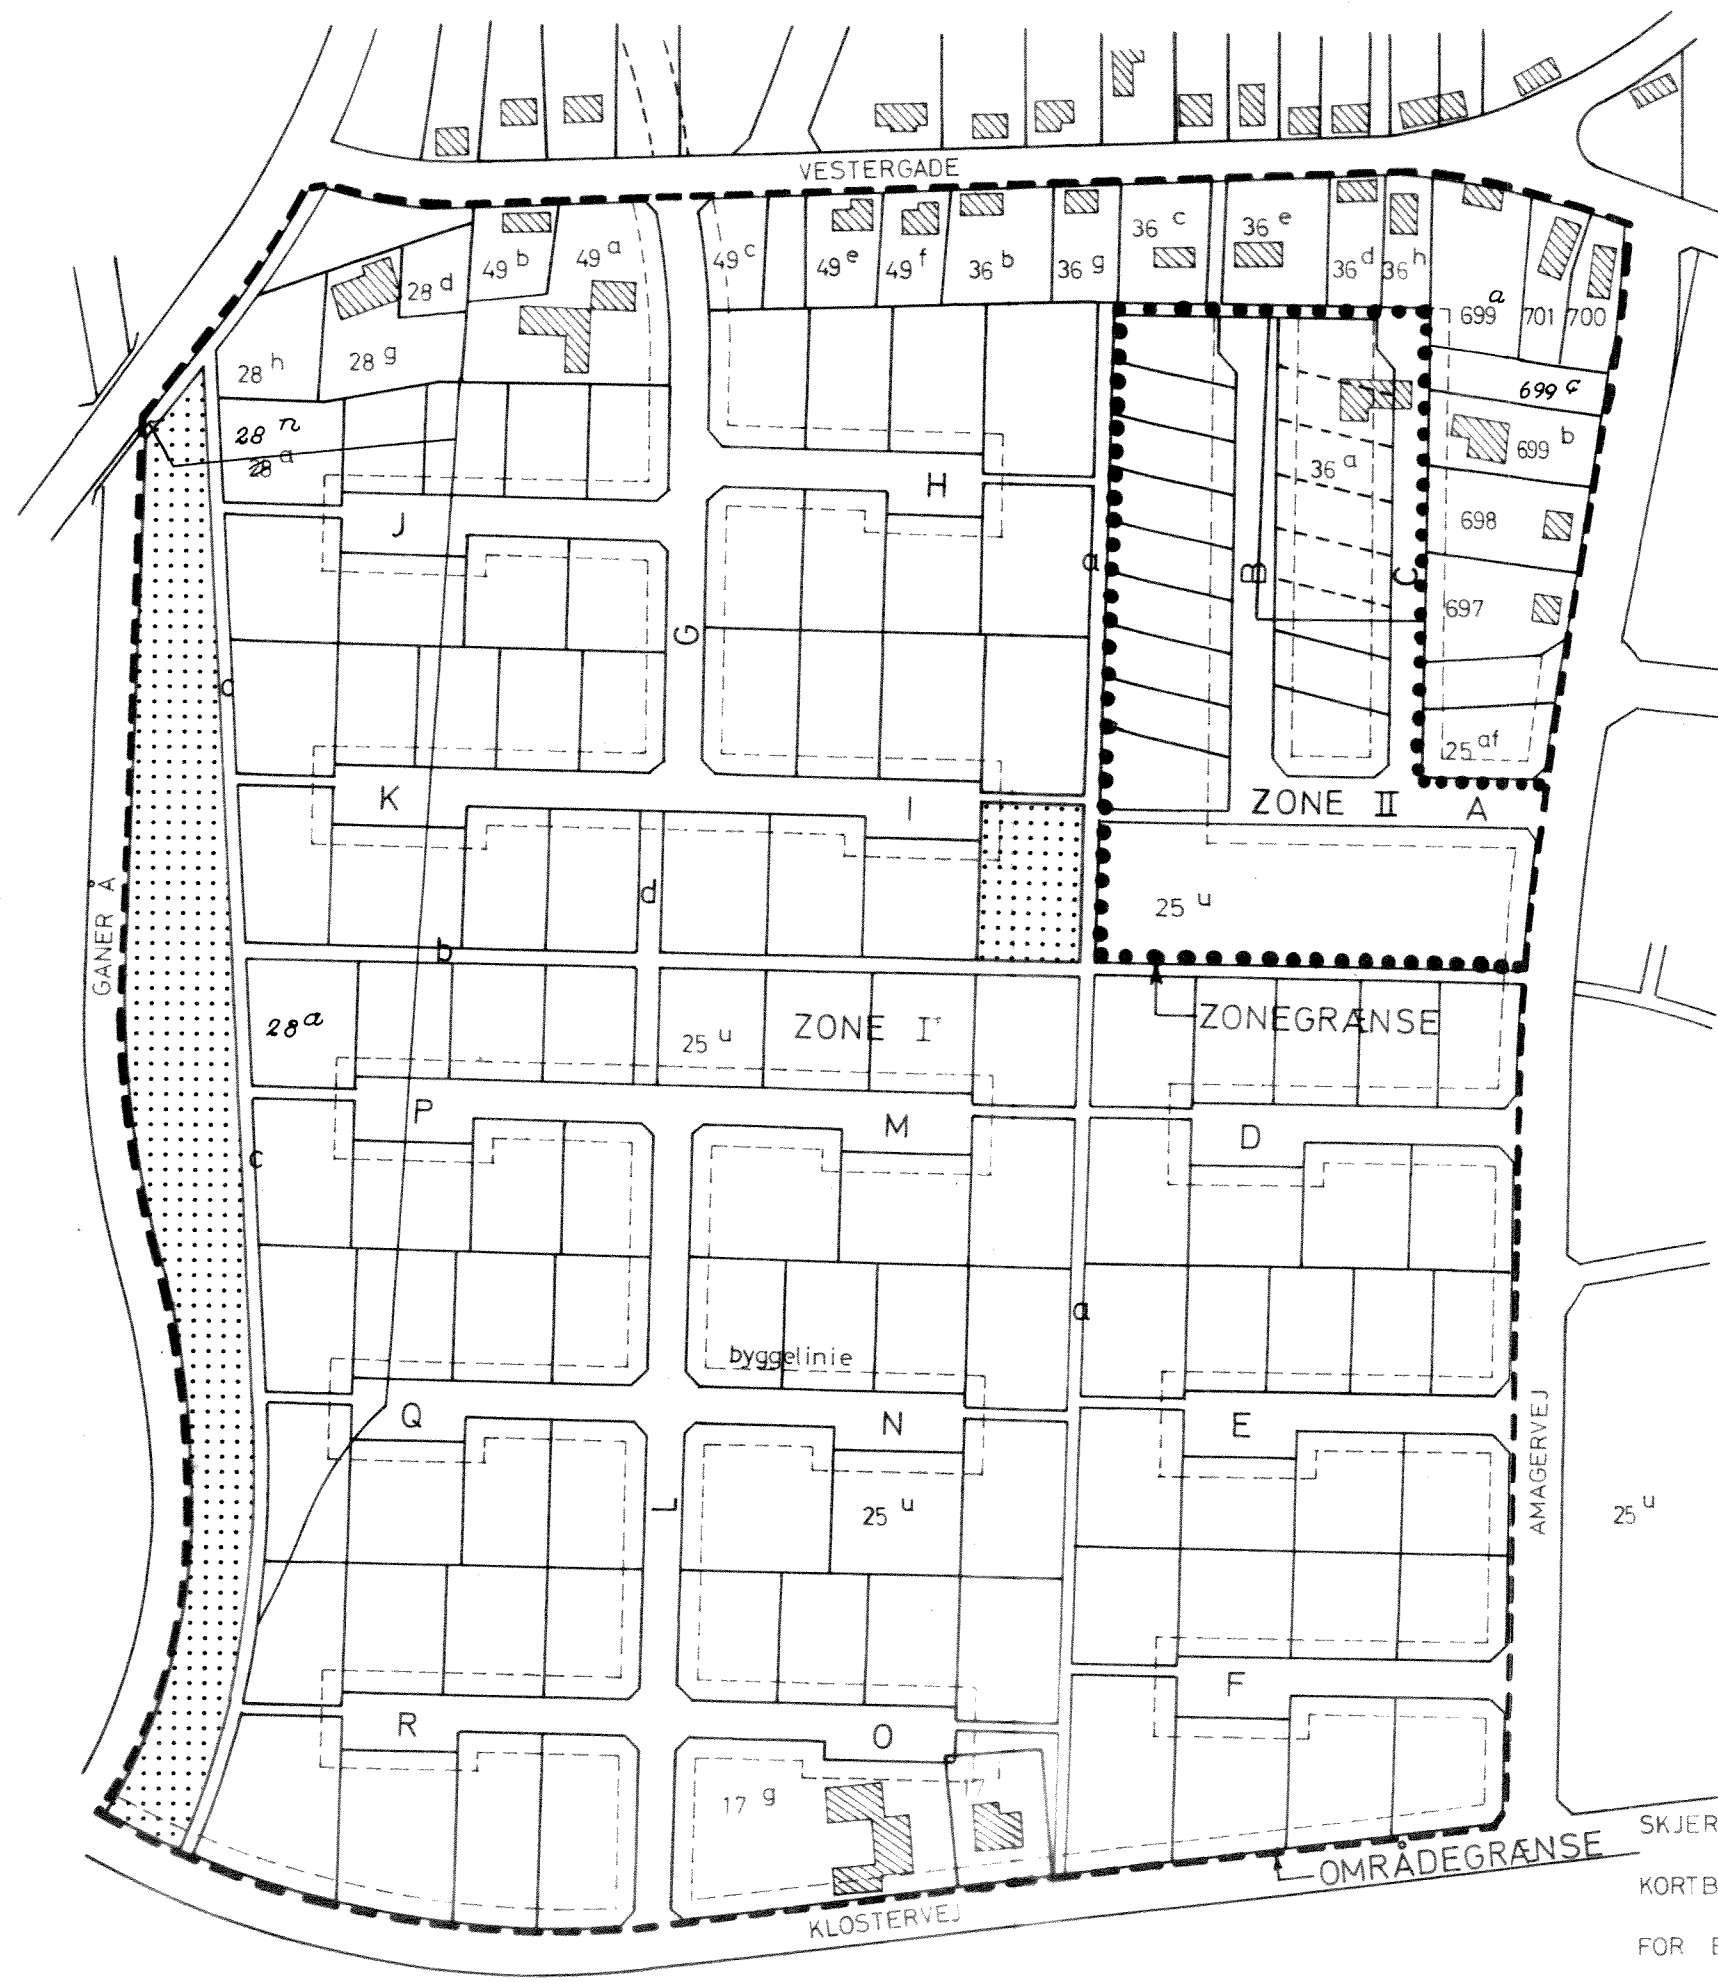 VESTERGADE
36 c
36 e
49 b
49 a
49 c
49 e
49 f
36 b
36 g
36 d
36 h
28 d
699 a
701
700
28 h
28 g
699 c
28 n
28 a
699 b
36 a
H
J
698
a
B
C
697
G
c
25 af
K
I
ZONE II
A
GANER Å
d
25 u
b
28 a
25 u
ZONE I
ZONEGRÆNSE
P
M
D
c
a
byggelinie
Q
N
E
AMAGERVEJ
L
25 u
25 u
F
R
O
17 g
17
SKJER
OMRÅDEGRÆNSE
KORTB
KLOSTERVEJ
FOR